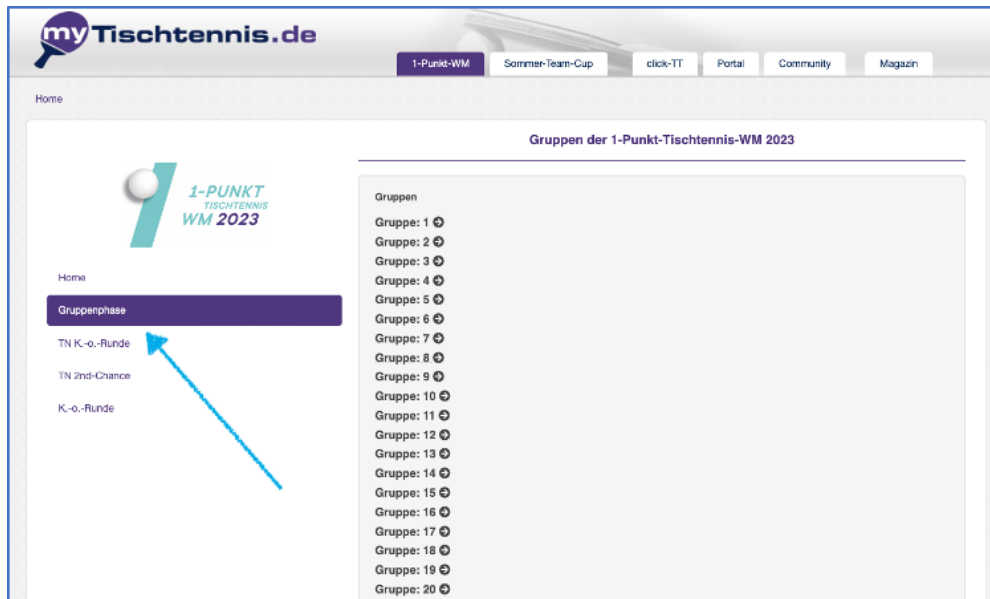 myTischtennis.de
1-Punkt-WM Sommer-Team-Cup click-TT Portal Community Magazin
Home
Gruppen der 1-Punkt-Tischtennis-WM 2023
1-PUNKT
TISCHTENNIS
WM 2023
Home
Gruppenphase
TN K.-o.-Runde
TN 2nd-Chance
K.-o.-Runde
Gruppen
Gruppe: 1
Gruppe: 2
Gruppe: 3
Gruppe: 4
Gruppe: 5
Gruppe: 6
Gruppe: 7
Gruppe: 8
Gruppe: 9
Gruppe: 10
Gruppe: 11
Gruppe: 12
Gruppe: 13
Gruppe: 14
Gruppe: 15
Gruppe: 16
Gruppe: 17
Gruppe: 18
Gruppe: 19
Gruppe: 20